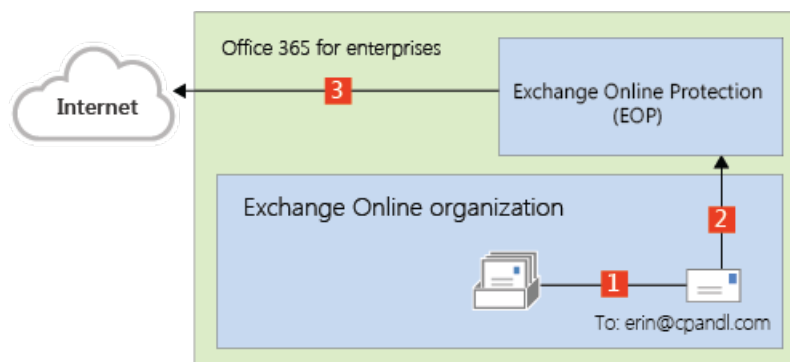 Office 365 for enterprises
Internet
3
Exchange Online Protection
(EOP)
Exchange Online organization
2
1
To: erin@cpandl.com